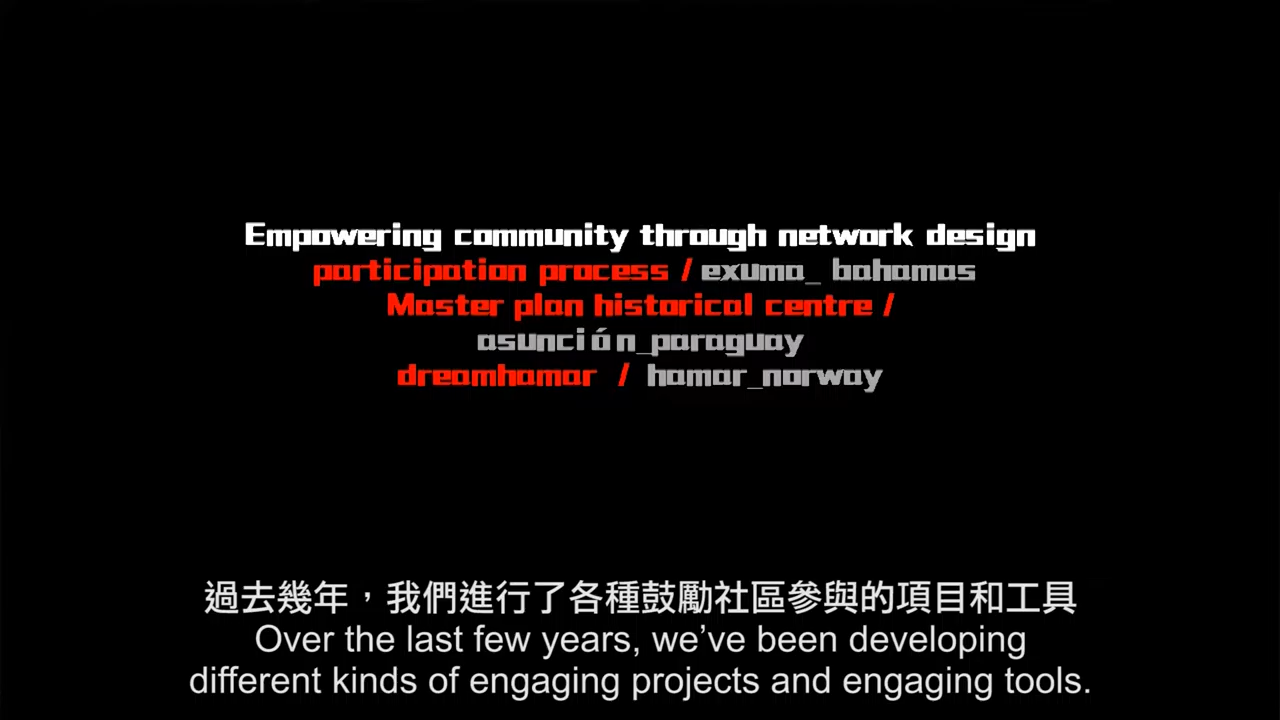 Empowering community through network design
participation process / exuma_ bahamas
Master plan historical centre /
asunción_paraguay
dreamhamar / hamar_norway
過去幾年，我們進行了各種鼓勵社區參與的項目和工具
Over the last few years, we’ve been developing
different kinds of engaging projects and engaging tools.